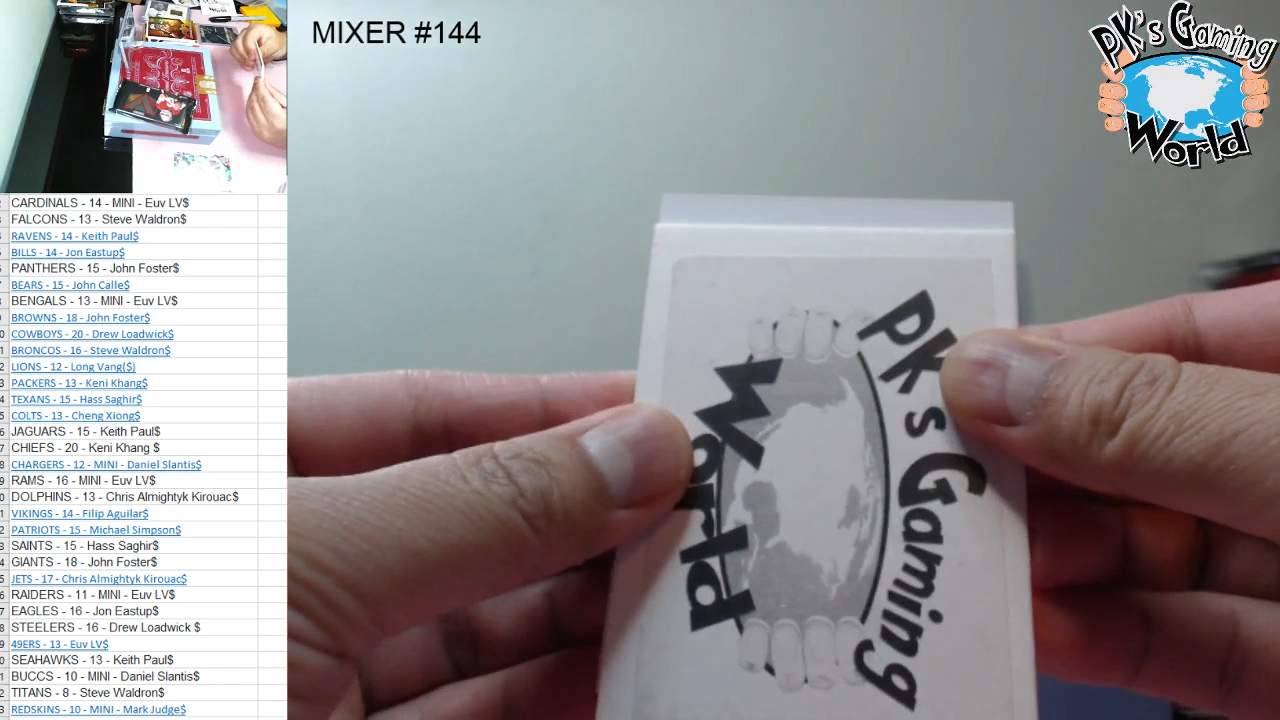 MIXER #144
PK's Gaming
World
CARDINALS - 14 - MINI - Euv LV$
FALCONS - 13 - Steve Waldron$
RAVENS - 14 - Keith Paul$
BILLS - 14 - Jon Eastup$
PANTHERS - 15 - John Foster$
BEARS - 15 - John Calle$
BENGALS - 13 - MINI - Euv LV$
BROWNS - 18 - John Foster$
COWBOYS - 20 - Drew Loadwick$
BRONCOS - 16 - Steve Waldron$
LIONS - 12 - Long Vang($)
PACKERS - 13 - Keni Khang$
TEXANS - 15 - Hass Saghir$
COLTS - 13 - Cheng Xiong$
JAGUARS - 15 - Keith Paul$
CHIEFS - 20 - Keni Khang $
CHARGERS - 12 - MINI - Daniel Slantis$
RAMS - 16 - MINI - Euv LV$
DOLPHINS - 13 - Chris Almightyk Kirouac$
VIKINGS - 14 - Filip Aguilar$
PATRIOTS - 15 - Michael Simpson$
SAINTS - 15 - Hass Saghir$
GIANTS - 18 - John Foster$
JETS - 17 - Chris Almightyk Kirouac$
RAIDERS - 11 - MINI - Euv LV$
EAGLES - 16 - Jon Eastup$
STEELERS - 16 - Drew Loadwick $
49ERS - 13 - Euv LV$
SEAHAWKS - 13 - Keith Paul$
BUCCS - 10 - MINI - Daniel Slantis$
TITANS - 8 - Steve Waldron$
REDSKINS - 10 - MINI - Mark Judge$
PK's Gaming
World